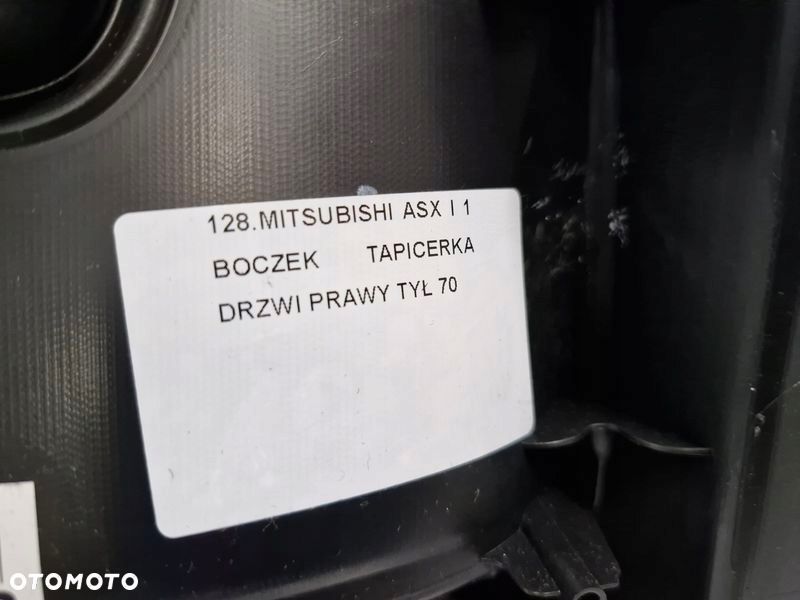 128.MITSUBISHI ASX I 1
BOCZEK TAPICERKA
DRZWI PRAWY TYŁ 70
OTOMOTO